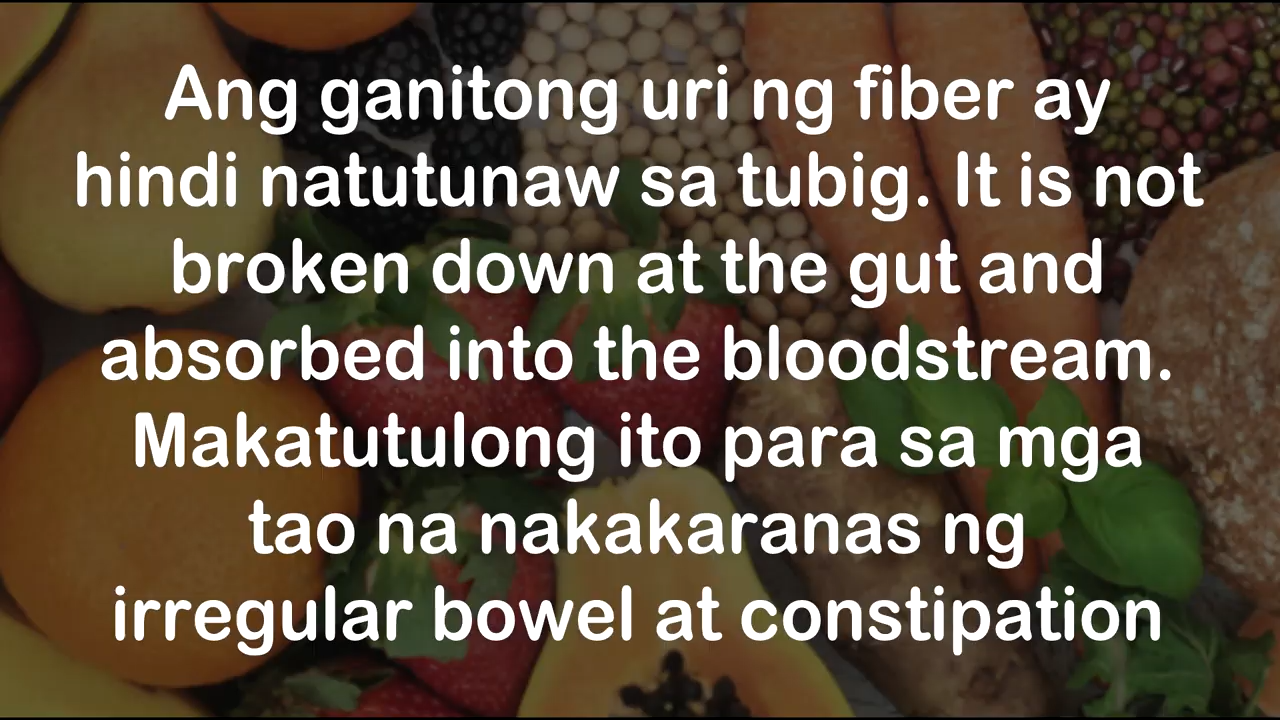 Ang ganitong uri ng fiber ay
hindi natutunaw sa tubig. It is not
broken down at the gut and
absorbed into the bloodstream.
Makatutulong ito para sa mga
tao na nakakaranas ng
irregular bowel at constipation